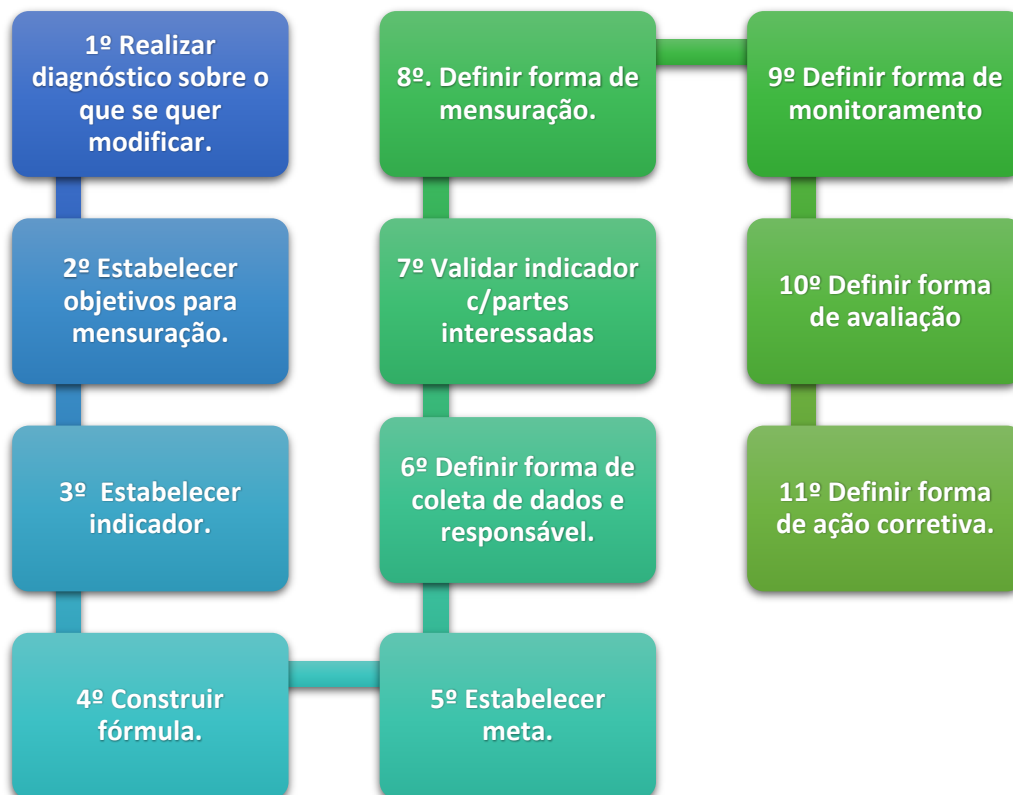 1º Realizar
diagnóstico sobre o
que se quer
modificar.
2º Estabelecer
objetivos para
mensuração.
3º  Estabelecer
indicador.
4º Construir
fórmula.
5º Estabelecer
meta.
6º Definir forma de
coleta de dados e
responsável.
7º Validar indicador
c/partes
interessadas
8º. Definir forma de
mensuração.
9º Definir forma de
monitoramento
10º Definir forma
de avaliação
11º Definir forma
de ação corretiva.